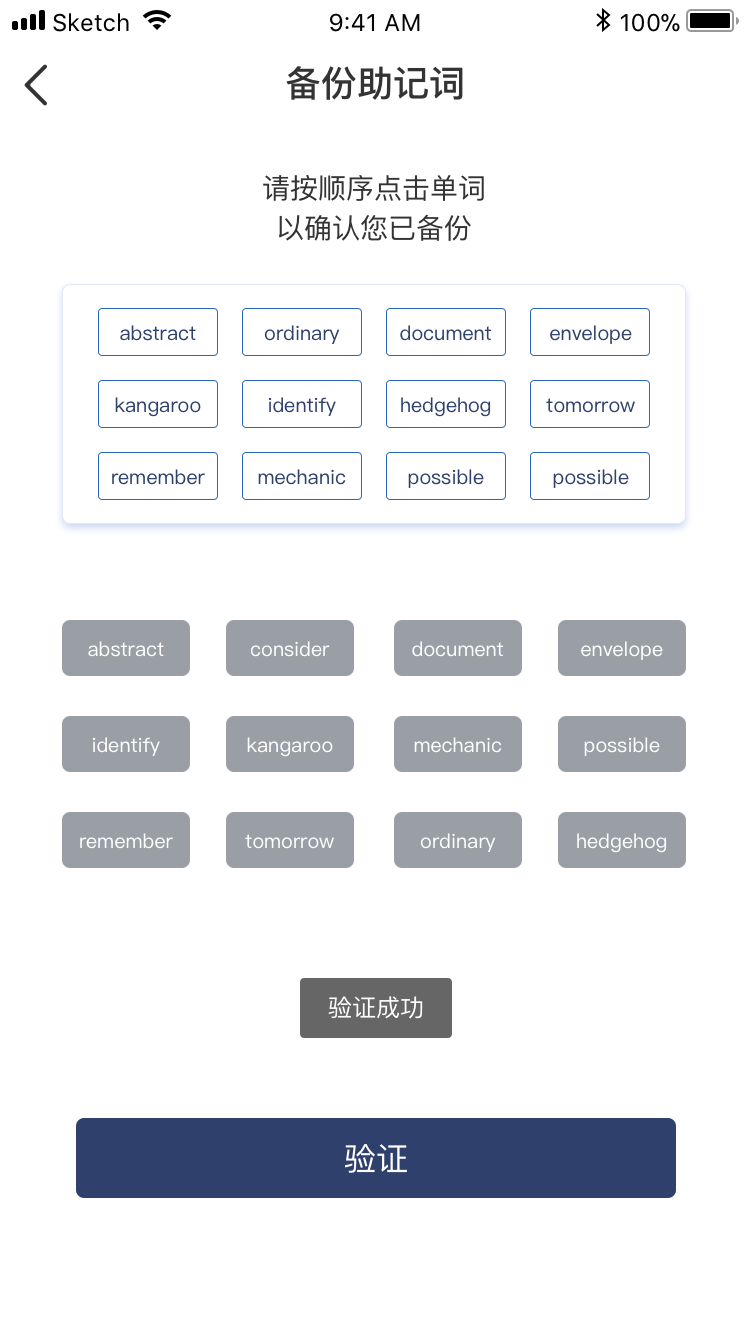 Sketch 9:41 AM 100%
备份助记词
请按顺序点击单词
以确认您已备份
abstract ordinary document envelope
kangaroo identify hedgehog tomorrow
remember mechanic possible possible
abstract consider document envelope
identify kangaroo mechanic possible
remember tomorrow ordinary hedgehog
验证成功
验证